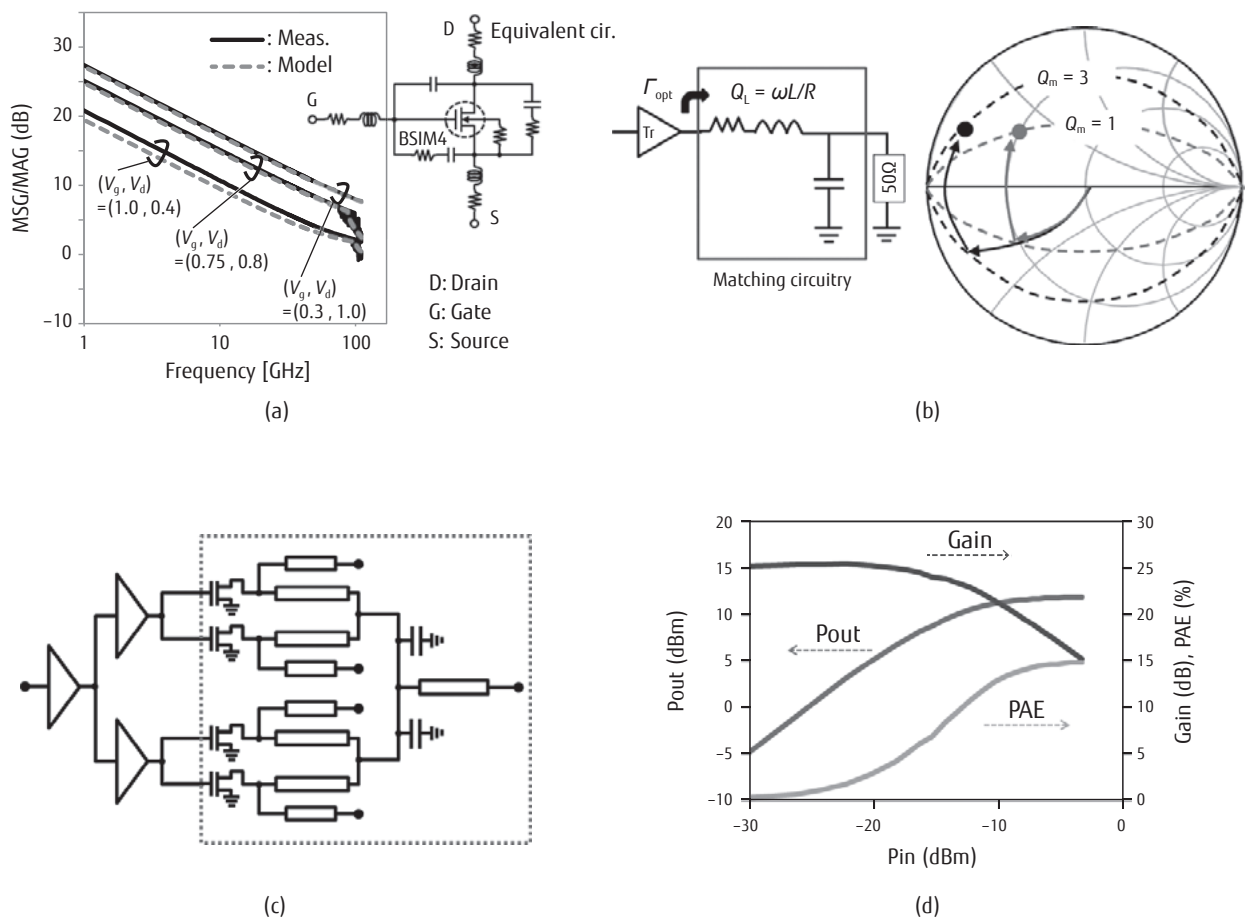 (a)
MSG/MAG (dB)
30
20
10
0
−10
1
10
100
Frequency [GHz]
: Meas.
: Model
(Vg , Vd)
=(1.0 , 0.4)
(Vg , Vd)
=(0.75 , 0.8)
(Vg , Vd)
=(0.3 , 1.0)
D
Equivalent cir.
G
BSIM4
S
D: Drain
G: Gate
S: Source
(a)
(b)
Γopt
QL = ωL/R
Tr
50Ω
Matching circuitry
Qm = 3
Qm = 1
(b)
(c)
Pout (dBm)
20
15
10
5
0
−5
−10
−30
−20
−10
0
Pin (dBm)
30
25
20
15
10
5
0
Gain (dB), PAE (%)
Gain
Pout
PAE
(d)